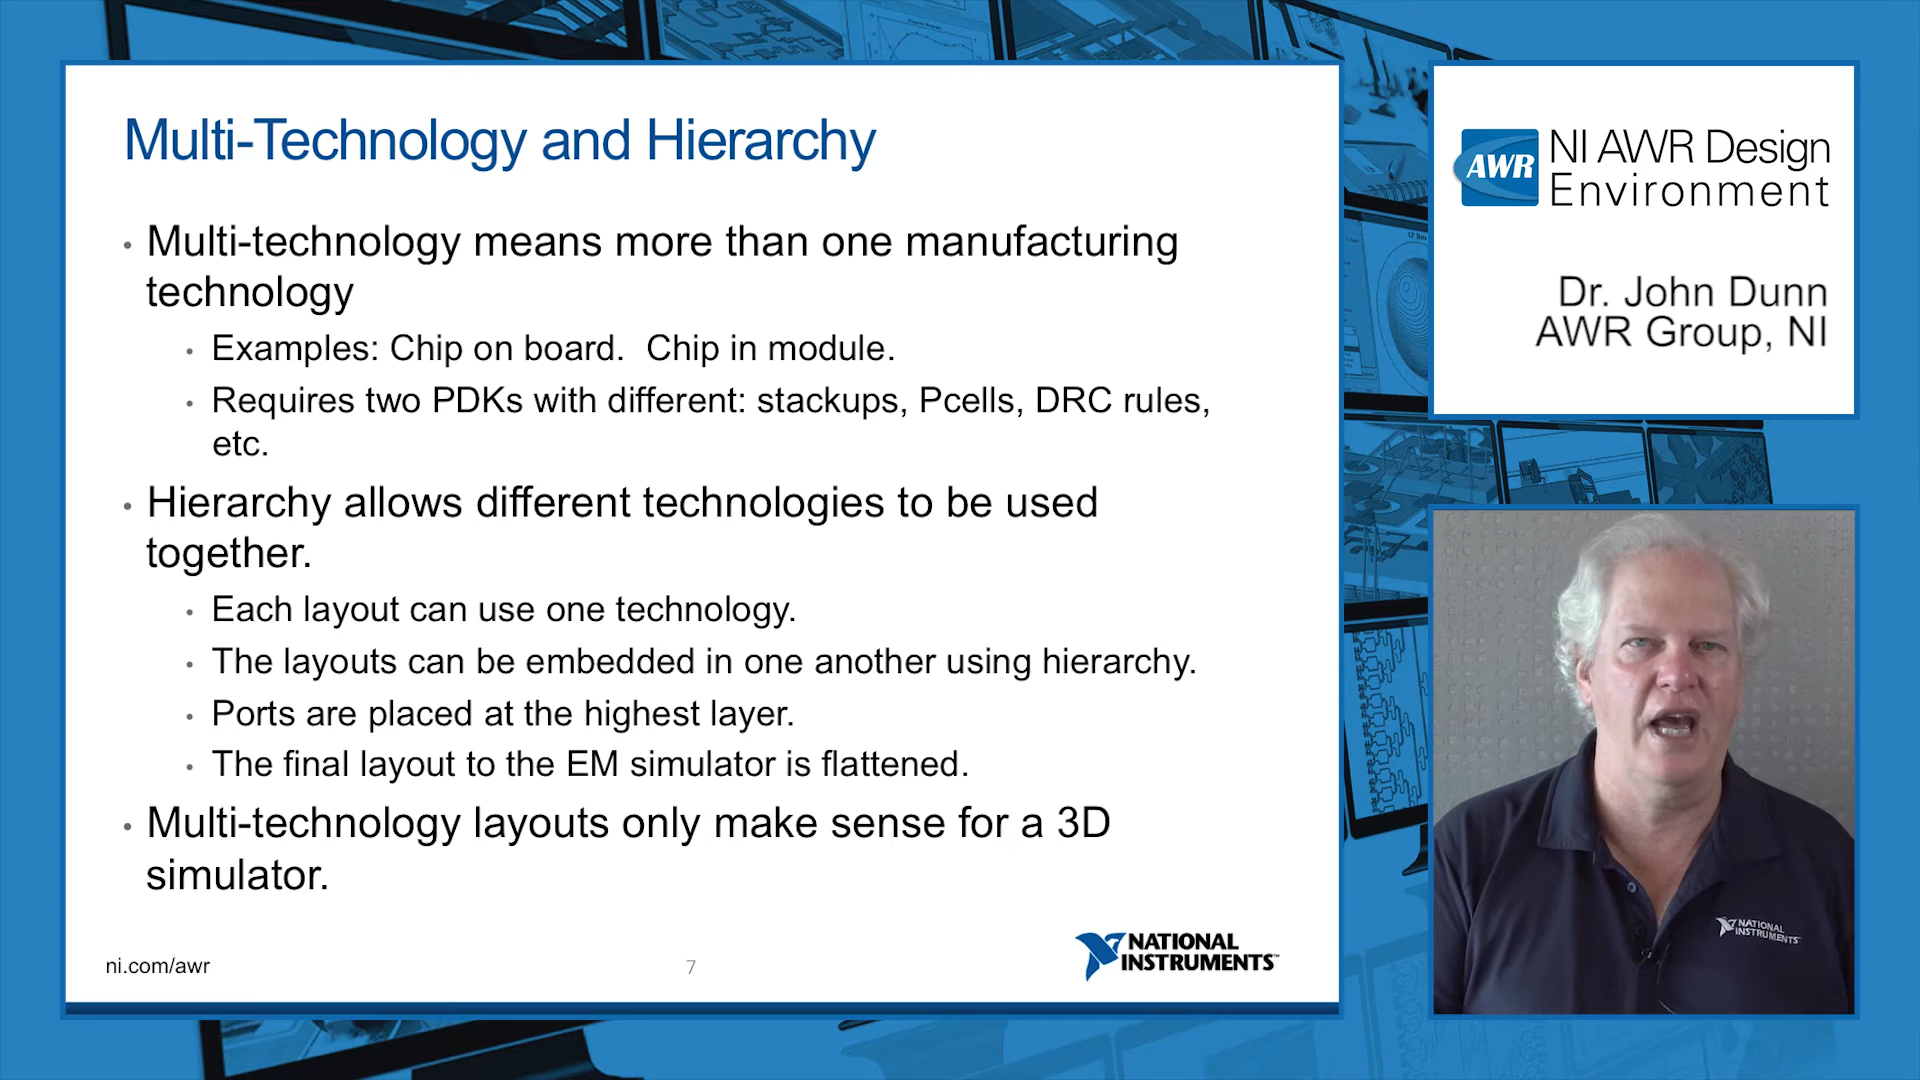 Multi-Technology and Hierarchy
• Multi-technology means more than one manufacturing
technology
• Examples: Chip on board.  Chip in module.
• Requires two PDKs with different: stackups, Pcells, DRC rules,
etc.
• Hierarchy allows different technologies to be used
together.
• Each layout can use one technology.
• The layouts can be embedded in one another using hierarchy.
• Ports are placed at the highest layer.
• The final layout to the EM simulator is flattened.
• Multi-technology layouts only make sense for a 3D
simulator.
ni.com/awr
7
NATIONAL
INSTRUMENTS™
AWR
NI AWR Design
Environment
Dr. John Dunn
AWR Group, NI
NATIONAL
INSTRUMENTS